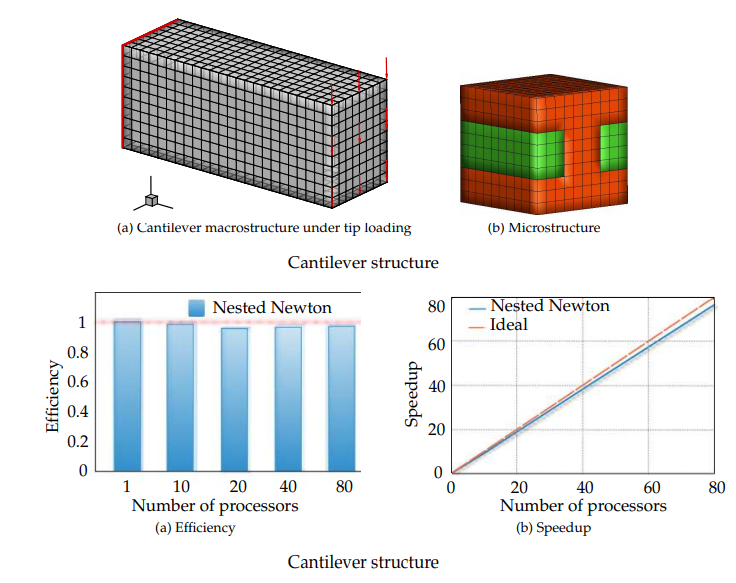 (a) Cantilever macrostructure under tip loading
(b) Microstructure
Cantilever structure
Nested Newton
1
0.8
0.6
0.4
0.2
0
Efficiency
1 10 20 40 80
Number of processors
(a) Efficiency
Nested Newton
Ideal
80
60
40
20
0
Speedup
0 20 40 60 80
Number of processors
(b) Speedup
Cantilever structure